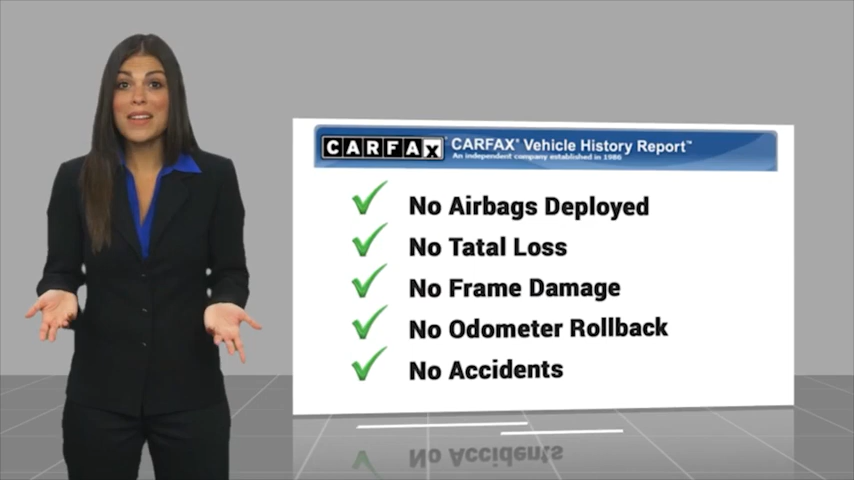 CARFAX CARFAX® Vehicle History Report™
An independent company established in 1986
No Airbags Deployed
No Tatal Loss
No Frame Damage
No Odometer Rollback
No Accidents
No Accidents